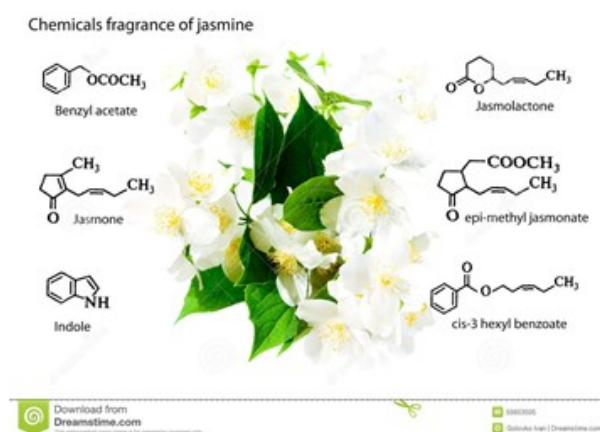 Chemicals fragrance of jasmine
OCOCH₃
Benzyl acetate
CH₃
CH₃
O
Jasmone
NH
Indole
O
O
CH₃
Jasmolactone
COOCH₃
CH₃
O
epi-methyl jasmonate
O
O
CH₃
cis-3 hexyl benzoate
Download from
Dreamstime.com